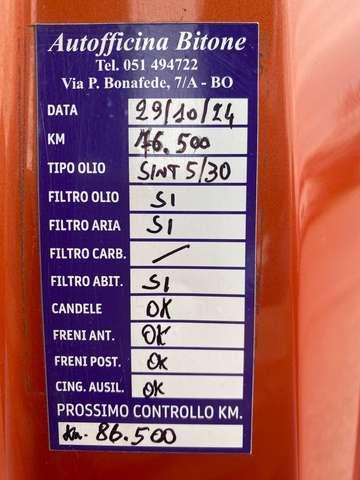 Autofficina Bitone
Tel. 051 494722
Via P. Bonafede, 7/A - BO
DATA 29/10/24
KM 76.500
TIPO OLIO SINT 5/30
FILTRO OLIO SI
FILTRO ARIA SI
FILTRO CARB. /
FILTRO ABIT. SI
CANDELE OK
FRENI ANT. OK
FRENI POST. OK
CING. AUSIL. OK
PROSSIMO CONTROLLO KM.
Km. 86.500